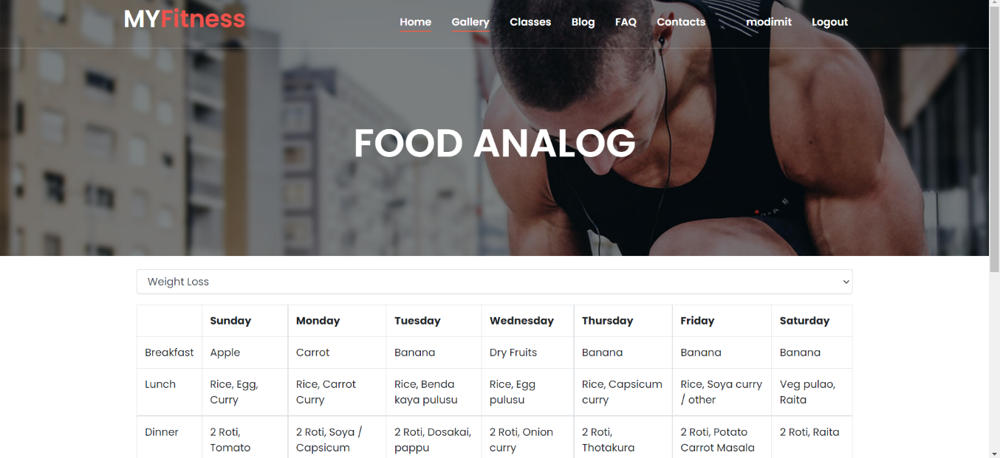 MYFitness
Home Gallery Classes Blog FAQ Contacts modimit Logout
FOOD ANALOG
Weight Loss
Sunday Monday Tuesday Wednesday Thursday Friday Saturday
Breakfast Apple Carrot Banana Dry Fruits Banana Banana Banana
Lunch Rice, Egg, Rice, Carrot Rice, Benda Rice, Egg Rice, Capsicum Rice, Soya curry Veg pulao,
Curry Curry kaya pulusu pulusu curry / other Raita
Dinner 2 Roti, 2 Roti, Soya / 2 Roti, Dosakai, 2 Roti, Onion 2 Roti, 2 Roti, Potato 2 Roti, Raita
Tomato Capsicum pappu curry Thotakura Carrot Masala